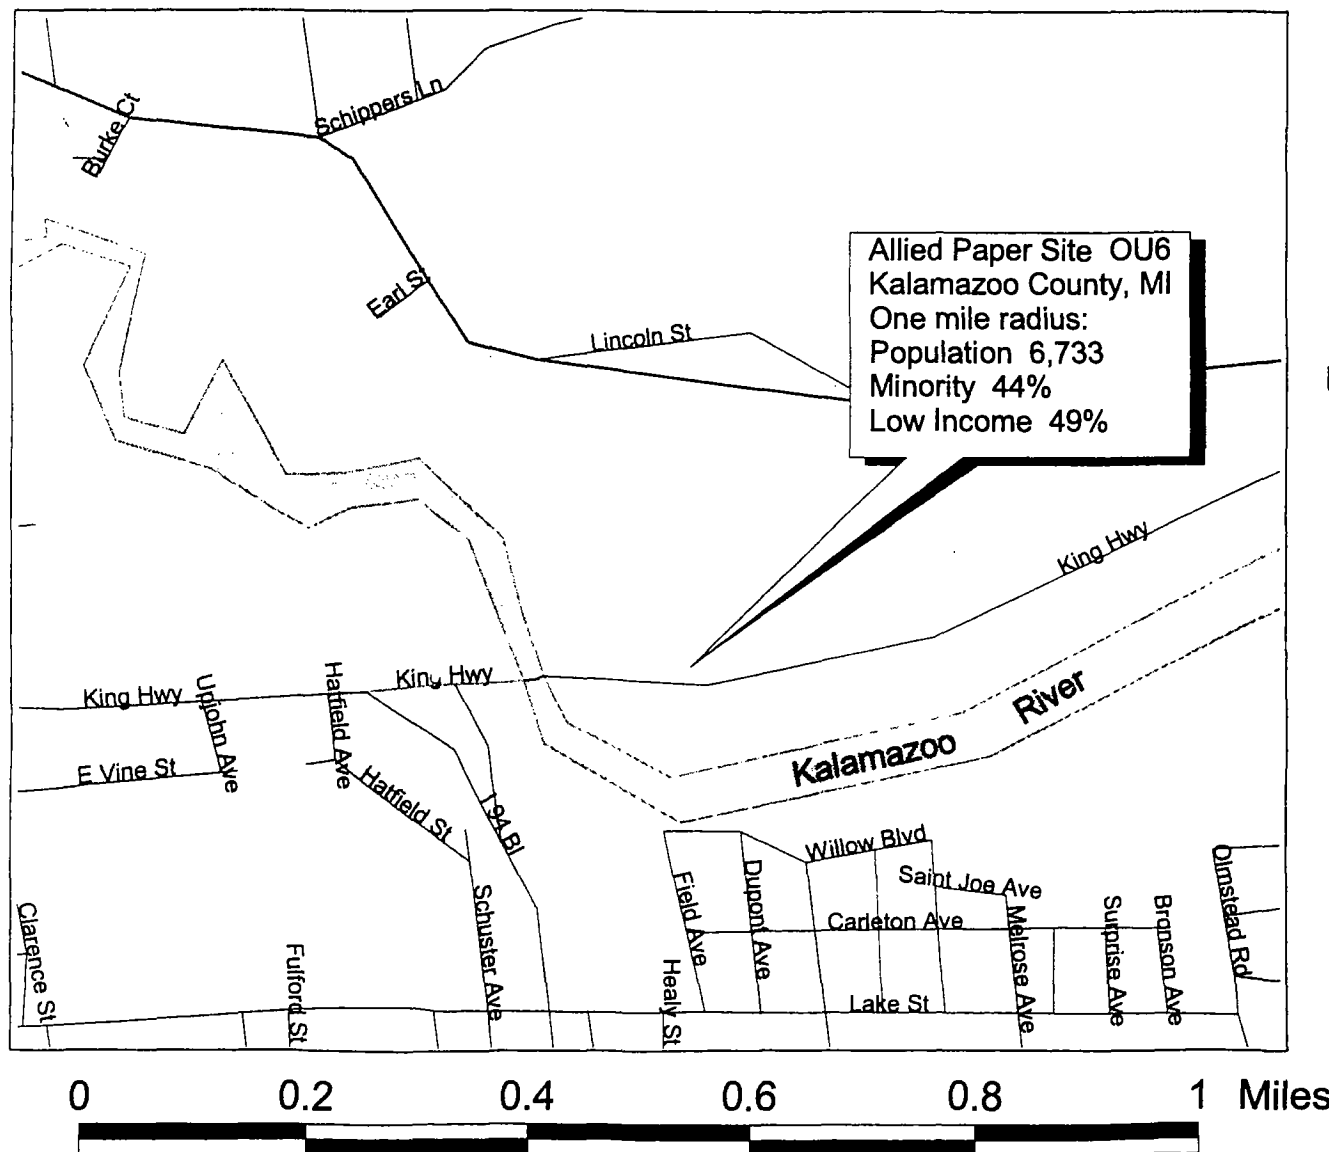 Schippers Ln
Burke Ct
Allied Paper Site OU6
Kalamazoo County, MI
One mile radius:
Population 6,733
Minority 44%
Low Income 49%
Earl St
Lincoln St
King Hwy
King Hwy
King Hwy
Upjohn Ave
Hatfield Ave
River
Kalamazoo
E Vine St
Hatfield St
I 94 Bl
Willow Blvd
Saint Joe Ave
Olmstead Rd
Field Ave
Dupont Ave
Carleton Ave
Schuster Ave
Melrose Ave
Surprise Ave
Bronson Ave
Clarence St
Fulford St
Healy St
Lake St
0 0.2 0.4 0.6 0.8 1 Miles